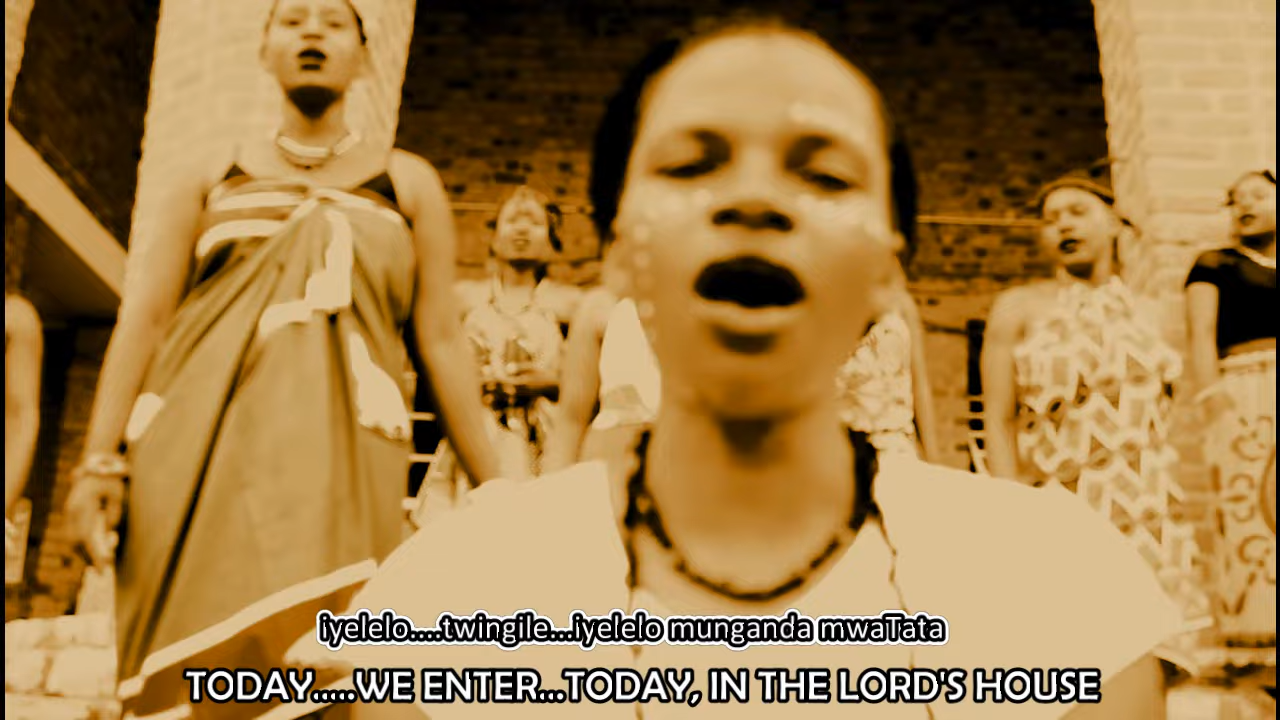 iyelelo....twingile...iyelelo munganda mwaTata
TODAY.....WE ENTER...TODAY, IN THE LORD'S HOUSE